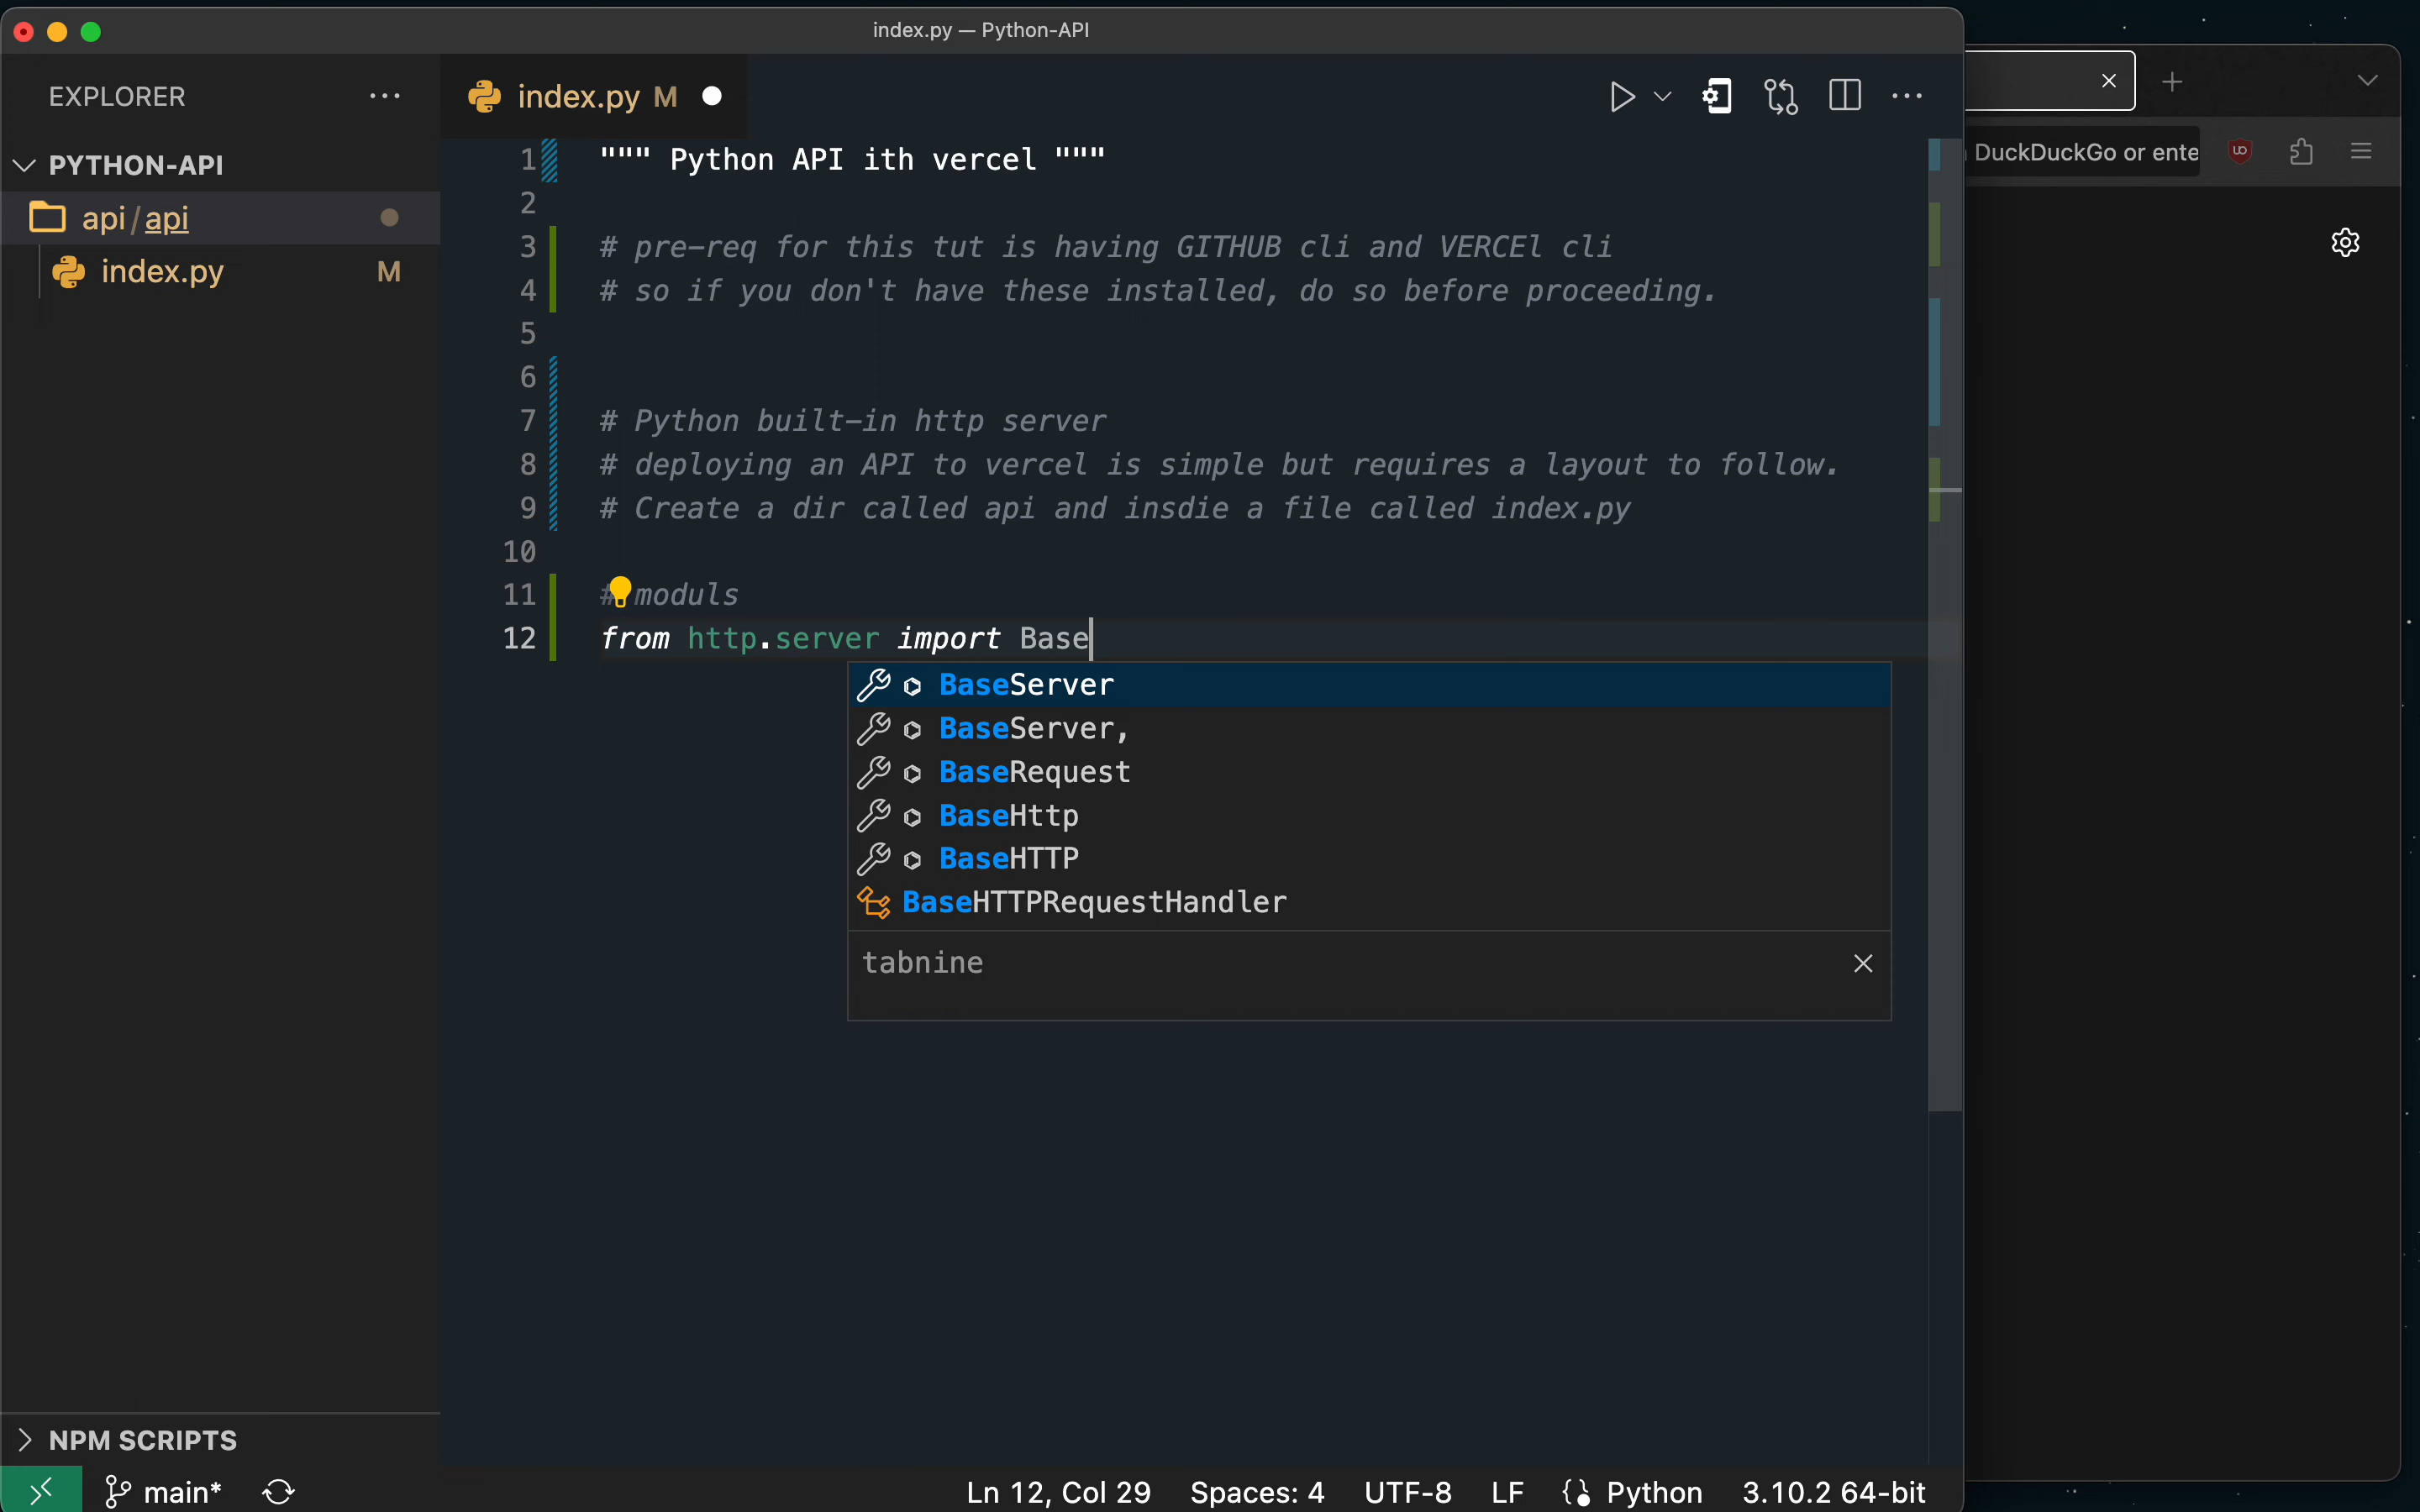 index.py — Python-API
EXPLORER
PYTHON-API
api/api
index.py M
index.py M
1 """ Python API ith vercel """
2
3 # pre-req for this tut is having GITHUB cli and VERCEl cli
4 # so if you don't have these installed, do so before proceeding.
5
6
7 # Python built-in http server
8 # deploying an API to vercel is simple but requires a layout to follow.
9 # Create a dir called api and insdie a file called index.py
10
11 # moduls
12 from http.server import Base
BaseServer
BaseServer,
BaseRequest
BaseHttp
BaseHTTP
BaseHTTPRequestHandler
tabnine
DuckDuckGo or ente
NPM SCRIPTS
main*
Ln 12, Col 29 Spaces: 4 UTF-8 LF Python 3.10.2 64-bit